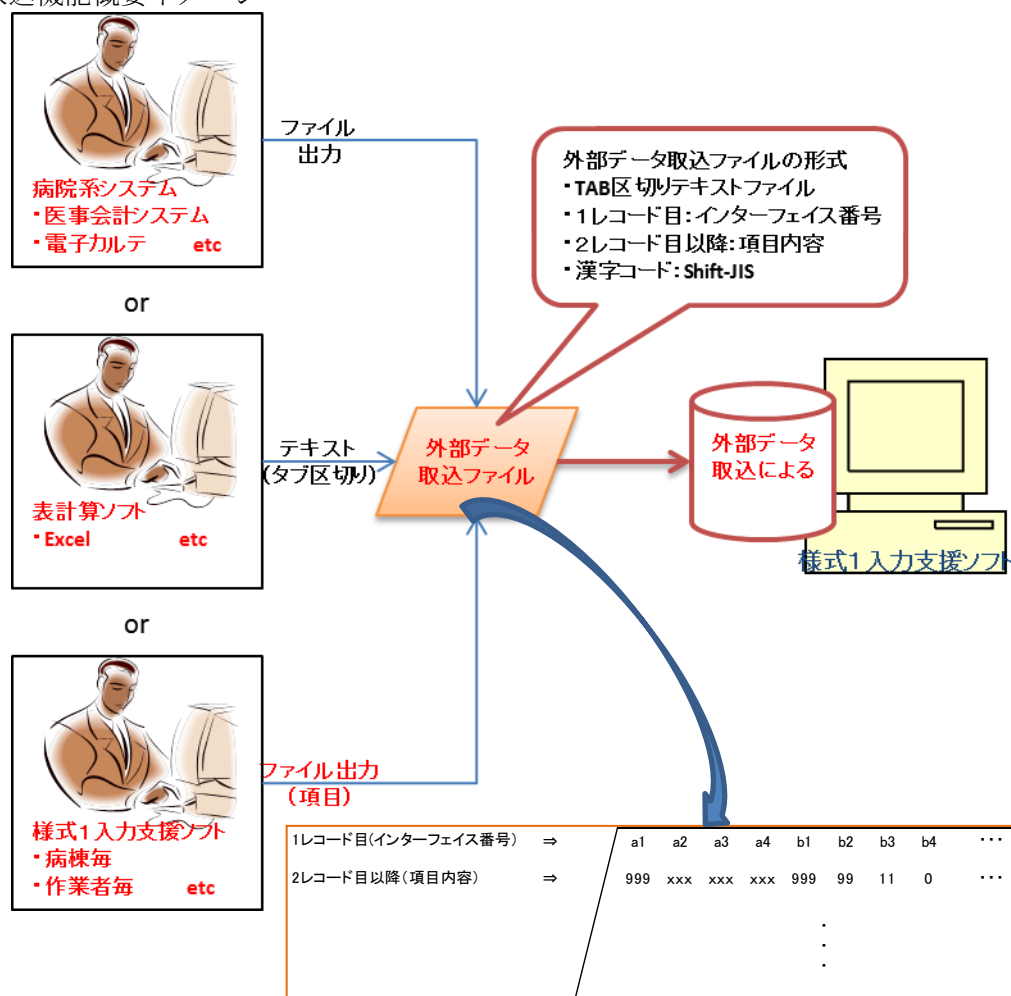 病院系システム
・医事会計システム
・電子カルテ etc
ファイル
出力
外部データ取込ファイルの形式
・TAB区切りテキストファイル
・1レコード目:インターフェイス番号
・2レコード目以降:項目内容
・漢字コード:Shift-JIS
or
表計算ソフト
・Excel etc
テキスト
(タブ区切り)
外部データ
取込ファイル
外部データ
取込による
様式1入力支援ソフト
or
様式1入力支援ソフト
・病棟毎
・作業者毎 etc
ファイル出力
(項目)
1レコード目(インターフェイス番号) ⇒ a1 a2 a3 a4 b1 b2 b3 b4 ・・・
2レコード目以降(項目内容) ⇒ 999 xxx xxx xxx 999 99 11 0 ・・・
・
・
・